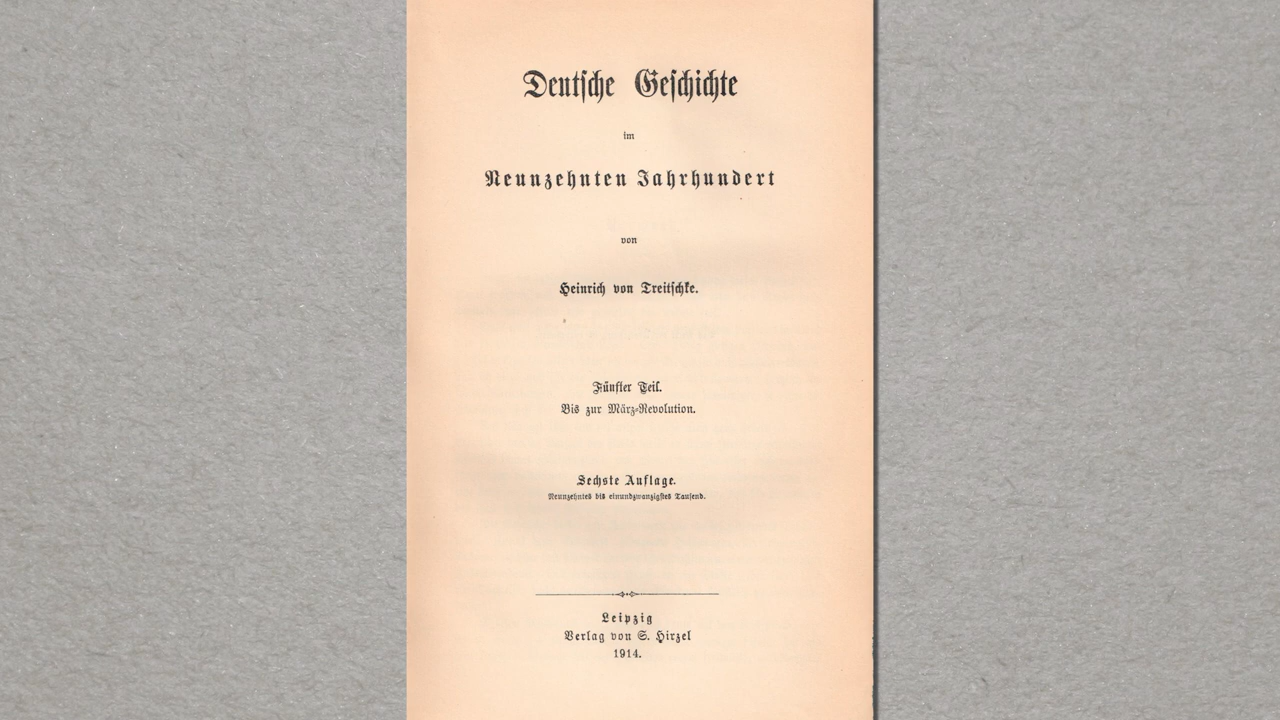 Deutsche Geschichte
im
Neunzehnten Jahrhundert
von
Heinrich von Treitschke.
Fünfter Teil.
Bis zur März-Revolution.
Sechste Auflage.
Neunzehntes bis einundzwanzigstes Tausend.
Leipzig
Verlag von S. Hirzel
1914.